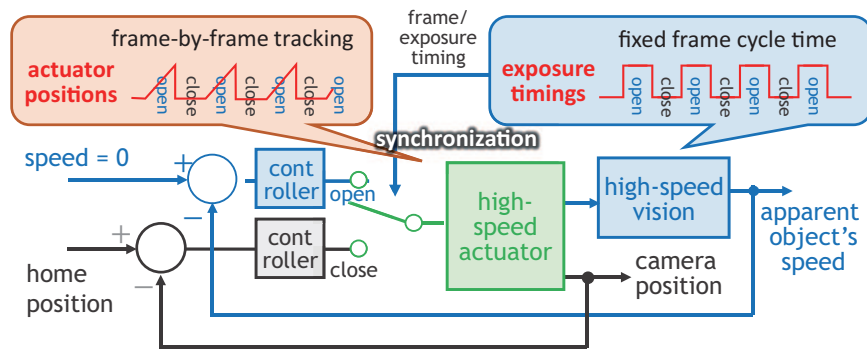 frame-by-frame tracking
actuator
positions
open
close
open
close
open
close
open
frame/
exposure
timing
fixed frame cycle time
exposure
timings
open
close
open
close
open
close
open
synchronization
speed = 0
+
−
cont
roller
open
high-
speed
actuator
high-speed
vision
apparent
object's
speed
+
−
home
position
cont
roller
close
camera
position